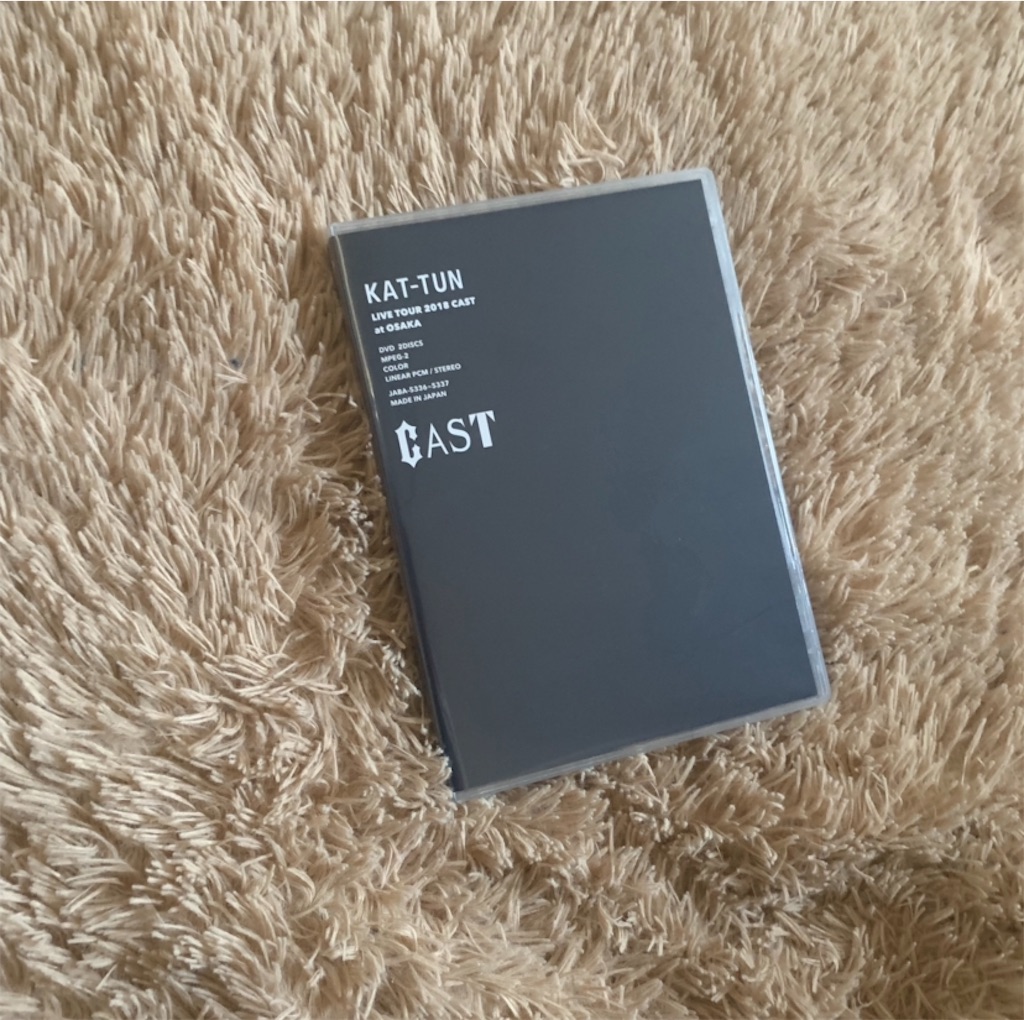 KAT-TUN
LIVE TOUR 2018 CAST
at OSAKA
DVD 2DISCS
MPEG-2
COLOR
LINEAR PCM / STEREO
JABA-5336~5337
MADE IN JAPAN
CAST